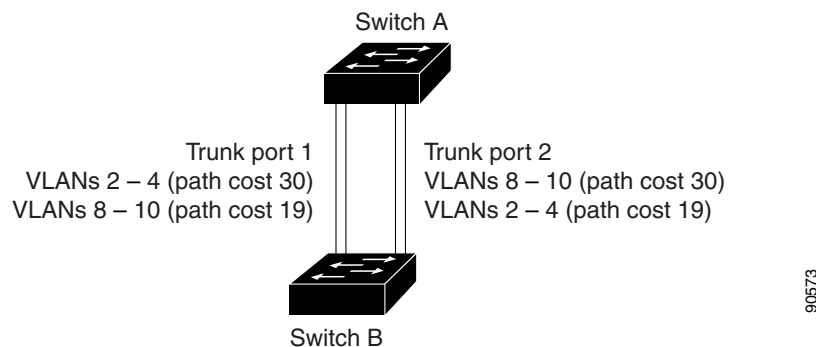 Switch A
Trunk port 1
VLANs 2 – 4 (path cost 30)
VLANs 8 – 10 (path cost 19)
Trunk port 2
VLANs 8 – 10 (path cost 30)
VLANs 2 – 4 (path cost 19)
Switch B
90573